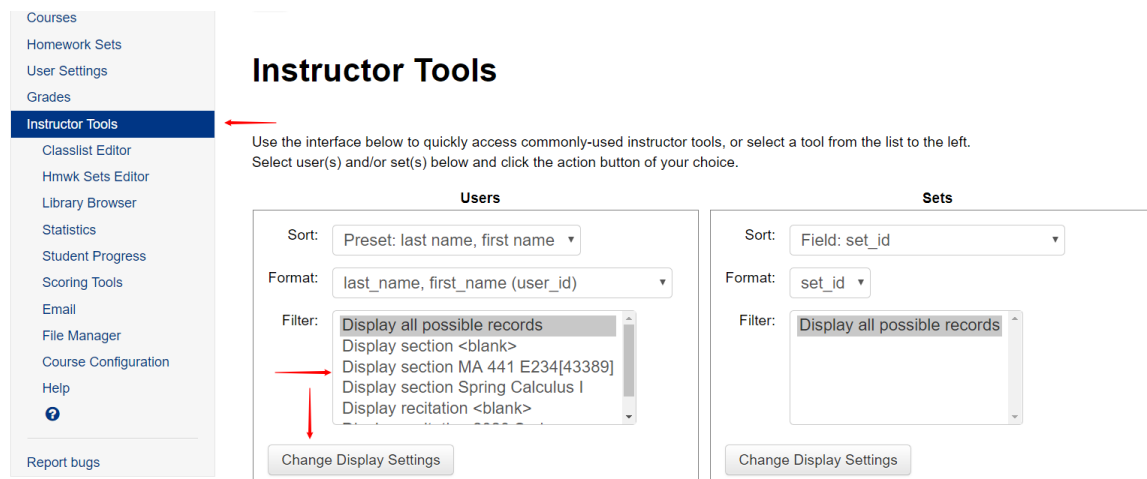 Courses
Homework Sets
User Settings
Grades
Instructor Tools
Classlist Editor
Hmwk Sets Editor
Library Browser
Statistics
Student Progress
Scoring Tools
Email
File Manager
Course Configuration
Help
?
Report bugs
Instructor Tools
Use the interface below to quickly access commonly-used instructor tools, or select a tool from the list to the left.
Select user(s) and/or set(s) below and click the action button of your choice.
Users
Sort: Preset: last name, first name
Format: last_name, first_name (user_id)
Filter: Display all possible records
Display section <blank>
Display section MA 441 E234[43389]
Display section Spring Calculus I
Display recitation <blank>
Change Display Settings
Sets
Sort: Field: set_id
Format: set_id
Filter: Display all possible records
Change Display Settings